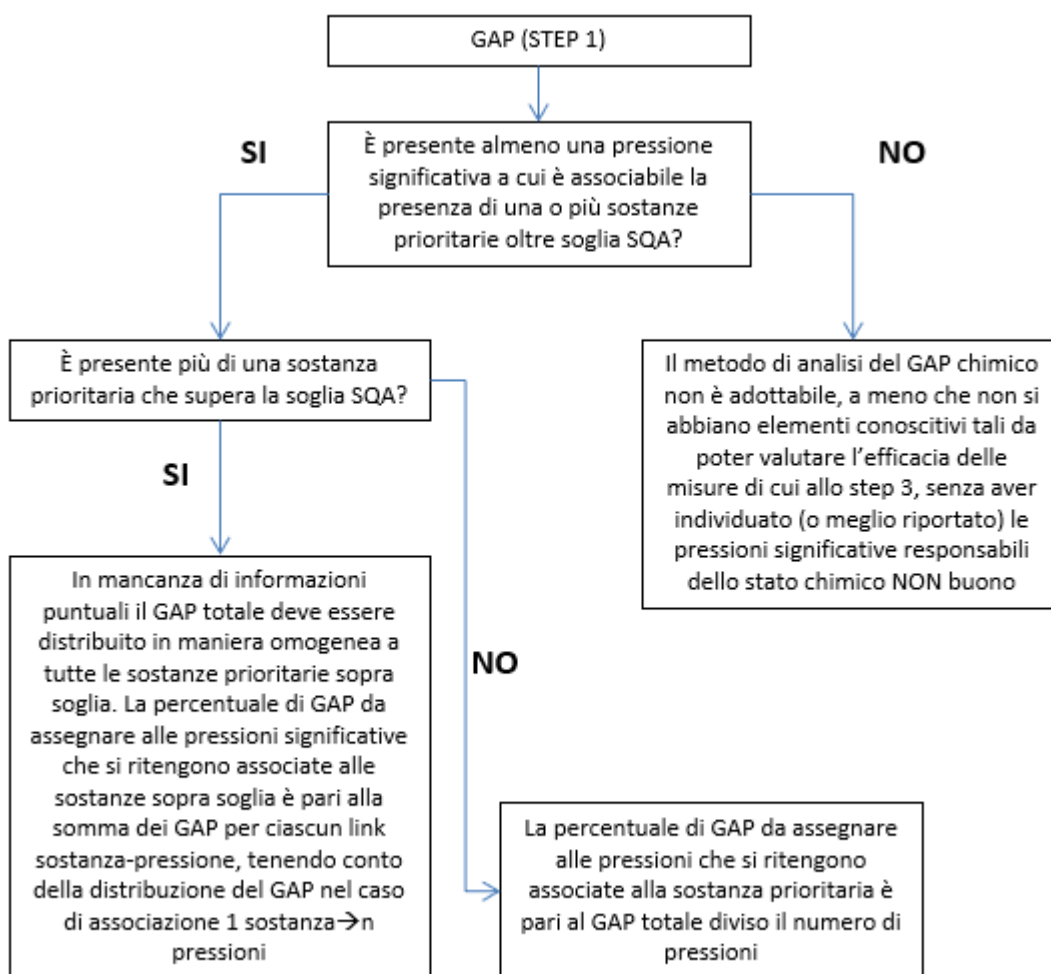 GAP (STEP 1)
SI
È presente almeno una pressione
significativa a cui è associabile la
presenza di una o più sostanze
prioritarie oltre soglia SQA?
NO
È presente più di una sostanza
prioritaria che supera la soglia SQA?
Il metodo di analisi del GAP chimico
non è adottabile, a meno che non si
abbiano elementi conoscitivi tali da
poter valutare l’efficacia delle
misure di cui allo step 3, senza aver
individuato (o meglio riportato) le
pressioni significative responsabili
dello stato chimico NON buono
SI
In mancanza di informazioni
puntuali il GAP totale deve essere
distribuito in maniera omogenea a
tutte le sostanze prioritarie sopra
soglia. La percentuale di GAP da
assegnare alle pressioni significative
che si ritengono associate alle
sostanze sopra soglia è pari alla
somma dei GAP per ciascun link
sostanza-pressione, tenendo conto
della distribuzione del GAP nel caso
di associazione 1 sostanza→n
pressioni
NO
La percentuale di GAP da assegnare
alle pressioni che si ritengono
associate alla sostanza prioritaria è
pari al GAP totale diviso il numero di
pressioni